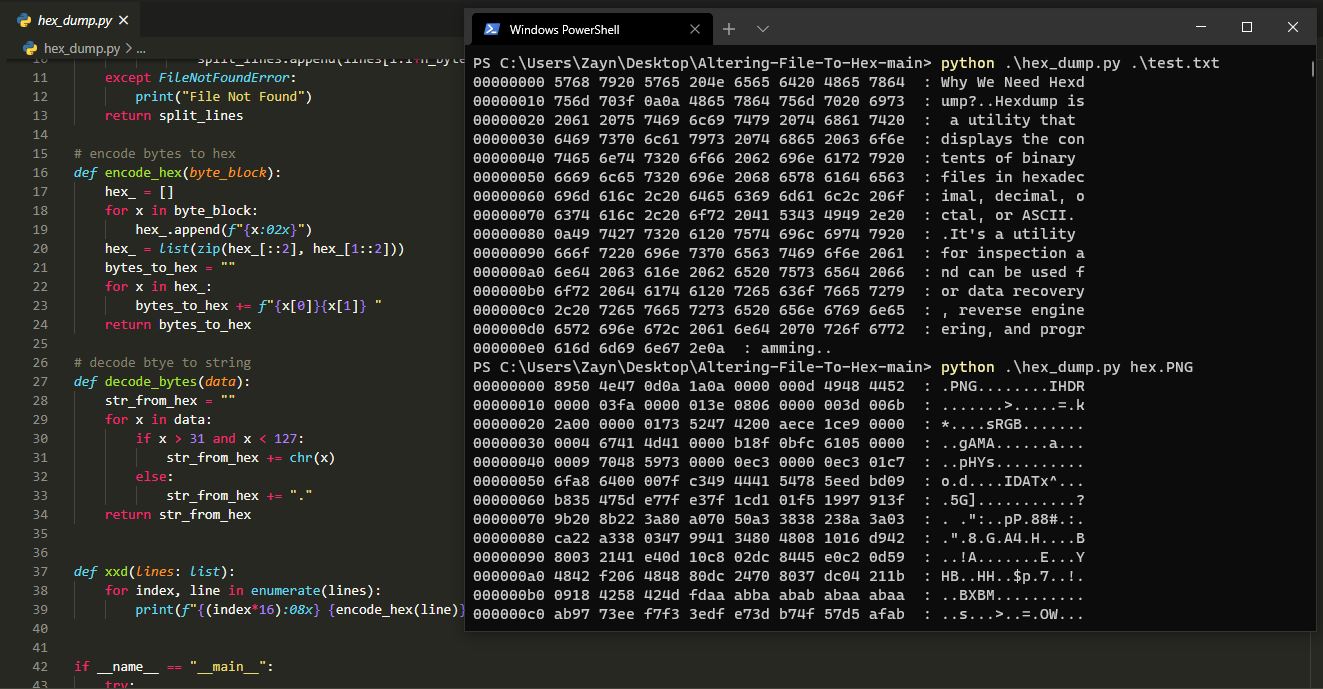 hex_dump.py
hex_dump.py > ...
11 except FileNotFoundError:
12 print("File Not Found")
13 return split_lines
14
15 # encode bytes to hex
16 def encode_hex(byte_block):
17 hex_ = []
18 for x in byte_block:
19 hex_.append(f"{x:02x}")
20 hex_ = list(zip(hex_[::2], hex_[1::2]))
21 bytes_to_hex = ""
22 for x in hex_:
23 bytes_to_hex += f"{x[0]}{x[1]} "
24 return bytes_to_hex
25
26 # decode btye to string
27 def decode_bytes(data):
28 str_from_hex = ""
29 for x in data:
30 if x > 31 and x < 127:
31 str_from_hex += chr(x)
32 else:
33 str_from_hex += "."
34 return str_from_hex
35
36
37 def xxd(lines: list):
38 for index, line in enumerate(lines):
39 print(f"{(index*16):08x} {encode_hex(line)}
40
41
42 if __name__ == "__main__":
43 try:
Windows PowerShell
PS C:\Users\Zayn\Desktop\Altering-File-To-Hex-main> python .\hex_dump.py .\test.txt
00000000 5768 7920 5765 204e 6565 6420 4865 7864 : Why We Need Hexd
00000010 756d 703f 0a0a 4865 7864 756d 7020 6973 : ump?..Hexdump is
00000020 2061 2075 7469 6c69 7479 2074 6861 7420 :  a utility that
00000030 6469 7370 6c61 7973 2074 6865 2063 6f6e : displays the con
00000040 7465 6e74 7320 6f66 2062 696e 6172 7920 : tents of binary
00000050 6669 6c65 7320 696e 2068 6578 6164 6563 : files in hexadec
00000060 696d 616c 2c20 6465 6369 6d61 6c2c 206f : imal, decimal, o
00000070 6374 616c 2c20 6f72 2041 5343 4949 2e20 : ctal, or ASCII.
00000080 0a49 7427 7320 6120 7574 696c 6974 7920 : .It's a utility
00000090 666f 7220 696e 7370 6563 7469 6f6e 2061 : for inspection a
000000a0 6e64 2063 616e 2062 6520 7573 6564 2066 : nd can be used f
000000b0 6f72 2064 6174 6120 7265 636f 7665 7279 : or data recovery
000000c0 2c20 7265 7665 7273 6520 656e 6769 6e65 : , reverse engine
000000d0 6572 696e 672c 2061 6e64 2070 726f 6772 : ering, and progr
000000e0 616d 6d69 6e67 2e0a : amming..
PS C:\Users\Zayn\Desktop\Altering-File-To-Hex-main> python .\hex_dump.py hex.PNG
00000000 8950 4e47 0d0a 1a0a 0000 000d 4948 4452 : .PNG........IHDR
00000010 0000 03fa 0000 013e 0806 0000 003d 006b : .......>.....=.k
00000020 2a00 0000 0173 5247 4200 aece 1ce9 0000 : *....sRGB.......
00000030 0004 6741 4d41 0000 b18f 0bfc 6105 0000 : ..gAMA......a...
00000040 0009 7048 5973 0000 0ec3 0000 0ec3 01c7 : ..pHYs..........
00000050 6fa8 6400 007f c349 4441 5478 5eed bd09 : o.d....IDATx^...
00000060 b835 475d e77f e37f 1cd1 01f5 1997 913f : .5G]...........?
00000070 9b20 8b22 3a80 a070 50a3 3838 238a 3a03 : . .":..pP.88#.:.
00000080 ca22 a338 0347 9941 3480 4808 1016 d942 : .".8.G.A4.H....B
00000090 8003 2141 e40d 10c8 02dc 8445 e0c2 0d59 : ..!A.......E...Y
000000a0 4842 f206 4848 80dc 2470 8037 dc04 211b : HB..HH..$p.7..!.
000000b0 0918 4258 424d fdaa abba abab abaa abaa : ..BXBM..........
000000c0 ab97 73ee f7f3 3edf e73d b74f 57d5 afab : ..s...>..=.OW...